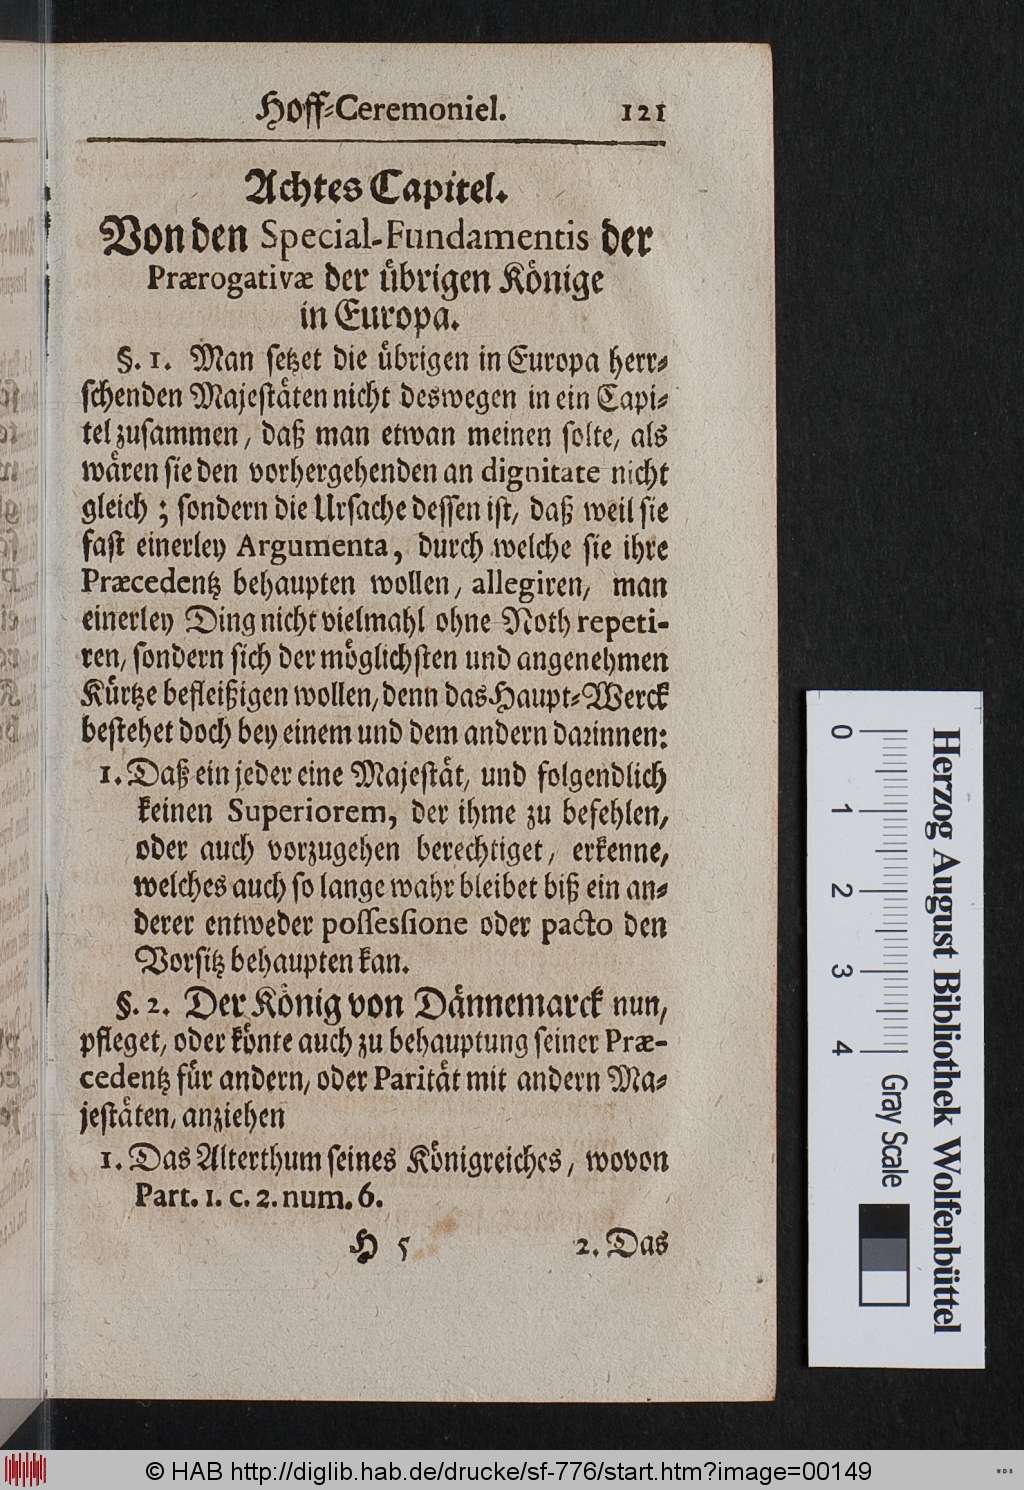 Hoff-Ceremoniel. 121
Achtes Capitel.
Von den Special-Fundamentis der
Prærogativæ der übrigen Könige
in Europa.
§. 1. Man setzet die übrigen in Europa herr-
schenden Majestäten nicht deswegen in ein Capi-
tel zusammen, daß man etwan meinen solte, als
wären sie den vorhergehenden an dignitate nicht
gleich; sondern die Ursache dessen ist, daß weil sie
fast einerley Argumenta, durch welche sie ihre
Præcedentz behaupten wollen, allegiren, man
einerley Ding nicht vielmahl ohne Noth repeti-
ren, sondern sich der möglichsten und angenehmen
Kürtze befleißigen wollen, denn das Haupt-Werck
bestehet doch bey einem und dem andern darinnen:
1. Daß ein jeder eine Majestät, und folgendlich
keinen Superiorem, der ihme zu befehlen,
oder auch vorzugehen berechtiget, erkenne,
welches auch so lange wahr bleibet biß ein an-
derer entweder possessione oder pacto den
Vorsitz behaupten kan.
§. 2. Der König von Dännemarck nun,
pfleget, oder könte auch zu behauptung seiner Præ-
cedentz für andern, oder Parität mit andern Ma-
jestäten, anziehen
1. Das Alterthum seines Königreiches, wovon
Part. 1. c. 2. num. 6.
H 5 2. Das
Herzog August Bibliothek Wolfenbüttel
0 1 2 3 4 Gray Scale
© HAB http://diglib.hab.de/drucke/sf-776/start.htm?image=00149